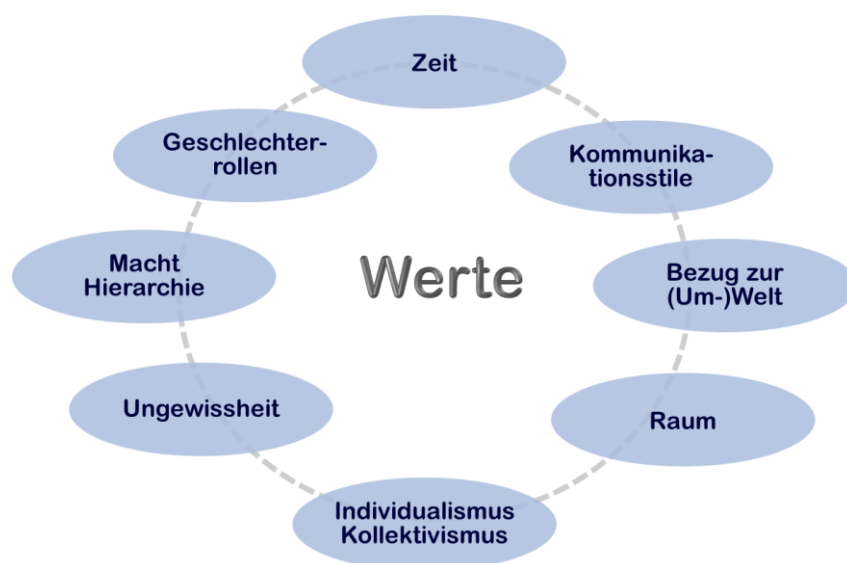 Zeit
Geschlechter-
rollen
Kommunika-
tionsstile
Macht
Hierarchie
Werte
Bezug zur
(Um-)Welt
Ungewissheit
Raum
Individualismus
Kollektivismus